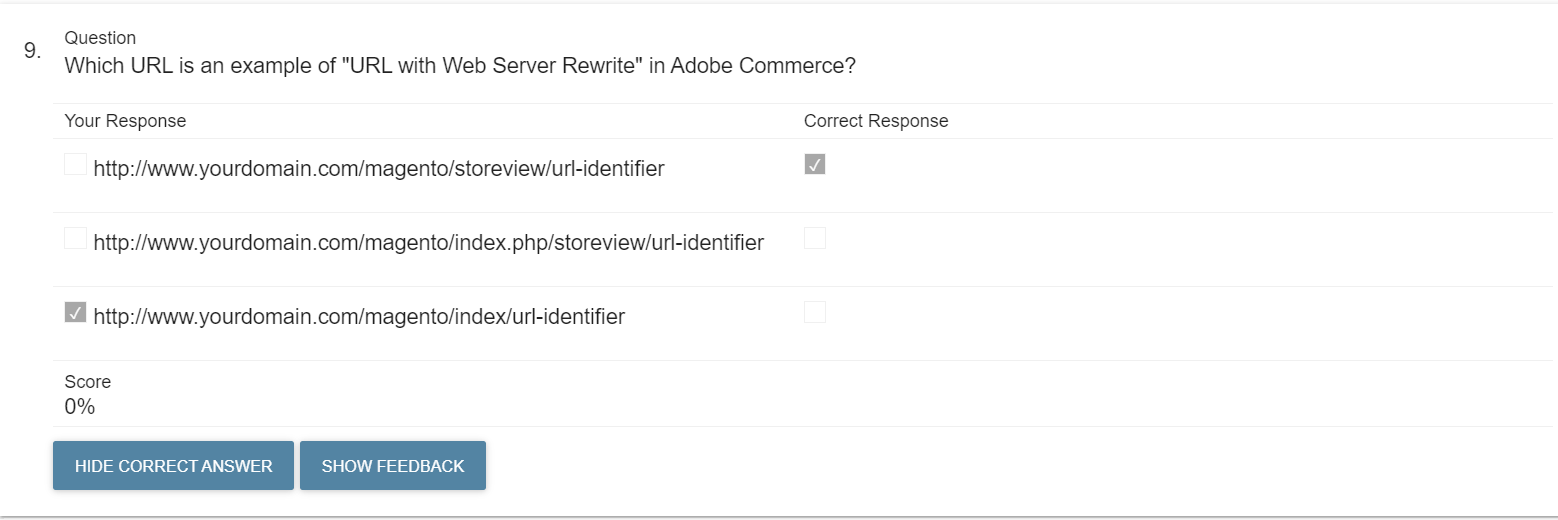 9.
Question
Which URL is an example of "URL with Web Server Rewrite" in Adobe Commerce?
Your Response
Correct Response
http://www.yourdomain.com/magento/storeview/url-identifier
http://www.yourdomain.com/magento/index.php/storeview/url-identifier
http://www.yourdomain.com/magento/index/url-identifier
Score
0%
HIDE CORRECT ANSWER
SHOW FEEDBACK